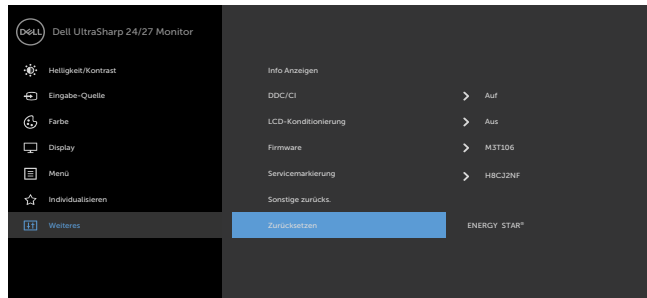 DELL Dell UltraSharp 24/27 Monitor
Helligkeit/Kontrast Info Anzeigen
Eingabe-Quelle DDC/CI Auf
Farbe LCD-Konditionierung Aus
Display Firmware M3T106
Menü Servicemarkierung H8CJ2NF
Individualisieren Sonstige zurücks.
Weiteres Zurücksetzen ENERGY STAR®